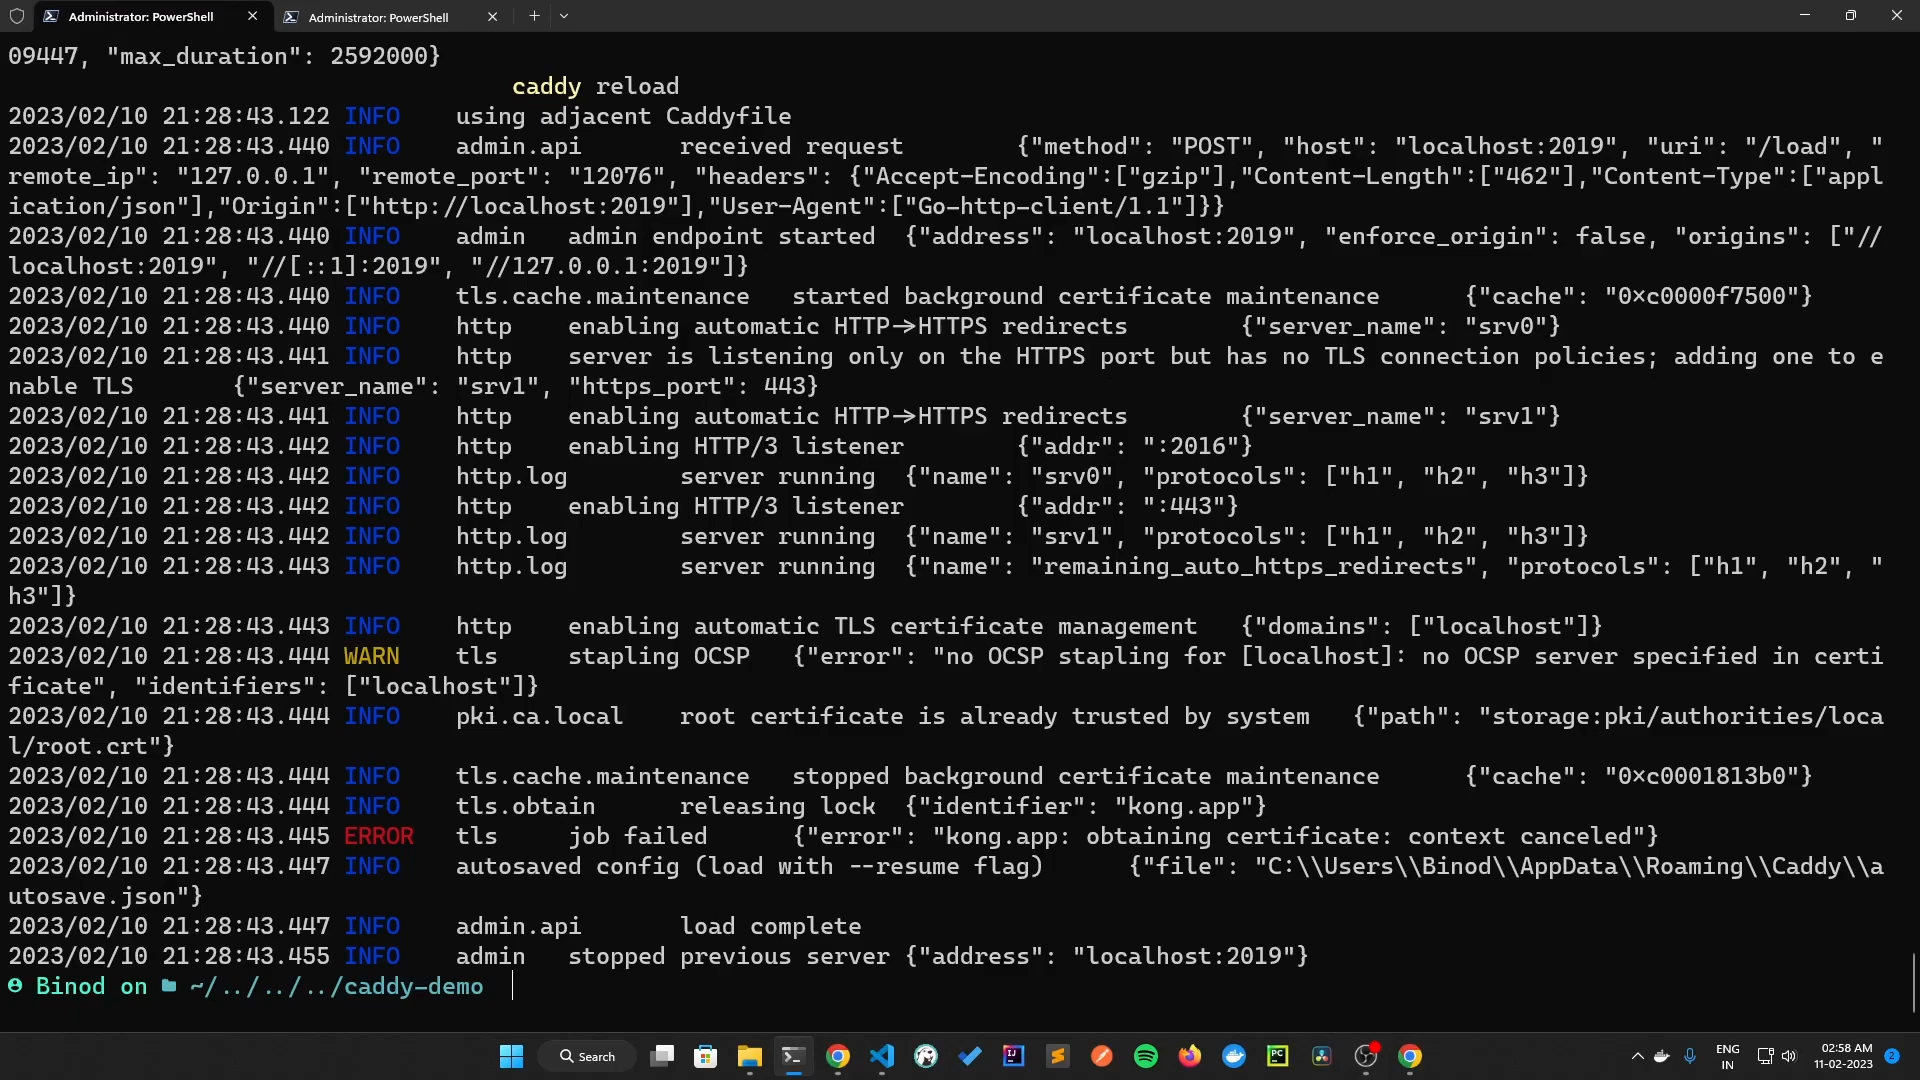 Administrator: PowerShell
Administrator: PowerShell
09447, "max_duration": 2592000}
caddy reload
2023/02/10 21:28:43.122 INFO using adjacent Caddyfile
2023/02/10 21:28:43.440 INFO admin.api received request {"method": "POST", "host": "localhost:2019", "uri": "/load", "
remote_ip": "127.0.0.1", "remote_port": "12076", "headers": {"Accept-Encoding":["gzip"],"Content-Length":["462"],"Content-Type":["appl
ication/json"],"Origin":["http://localhost:2019"],"User-Agent":["Go-http-client/1.1"]}}
2023/02/10 21:28:43.440 INFO admin admin endpoint started {"address": "localhost:2019", "enforce_origin": false, "origins": ["//
localhost:2019", "//[::1]:2019", "//127.0.0.1:2019"]}
2023/02/10 21:28:43.440 INFO tls.cache.maintenance started background certificate maintenance {"cache": "0xc0000f7500"}
2023/02/10 21:28:43.440 INFO http enabling automatic HTTP->HTTPS redirects {"server_name": "srv0"}
2023/02/10 21:28:43.441 INFO http server is listening only on the HTTPS port but has no TLS connection policies; adding one to e
nable TLS {"server_name": "srv1", "https_port": 443}
2023/02/10 21:28:43.441 INFO http enabling automatic HTTP->HTTPS redirects {"server_name": "srv1"}
2023/02/10 21:28:43.442 INFO http enabling HTTP/3 listener {"addr": ":2016"}
2023/02/10 21:28:43.442 INFO http.log server running {"name": "srv0", "protocols": ["h1", "h2", "h3"]}
2023/02/10 21:28:43.442 INFO http enabling HTTP/3 listener {"addr": ":443"}
2023/02/10 21:28:43.442 INFO http.log server running {"name": "srv1", "protocols": ["h1", "h2", "h3"]}
2023/02/10 21:28:43.443 INFO http.log server running {"name": "remaining_auto_https_redirects", "protocols": ["h1", "h2", "
h3"]}
2023/02/10 21:28:43.443 INFO http enabling automatic TLS certificate management {"domains": ["localhost"]}
2023/02/10 21:28:43.444 WARN tls stapling OCSP {"error": "no OCSP stapling for [localhost]: no OCSP server specified in certi
ficate", "identifiers": ["localhost"]}
2023/02/10 21:28:43.444 INFO pki.ca.local root certificate is already trusted by system {"path": "storage:pki/authorities/loca
l/root.crt"}
2023/02/10 21:28:43.444 INFO tls.cache.maintenance stopped background certificate maintenance {"cache": "0xc0001813b0"}
2023/02/10 21:28:43.444 INFO tls.obtain releasing lock {"identifier": "kong.app"}
2023/02/10 21:28:43.445 ERROR tls job failed {"error": "kong.app: obtaining certificate: context canceled"}
2023/02/10 21:28:43.447 INFO autosaved config (load with --resume flag) {"file": "C:\\Users\\Binod\\AppData\\Roaming\\Caddy\\a
utosave.json"}
2023/02/10 21:28:43.447 INFO admin.api load complete
2023/02/10 21:28:43.455 INFO admin stopped previous server {"address": "localhost:2019"}
Binod on ~/../../../caddy-demo
Search
ENG
IN
02:58 AM
11-02-2023
2